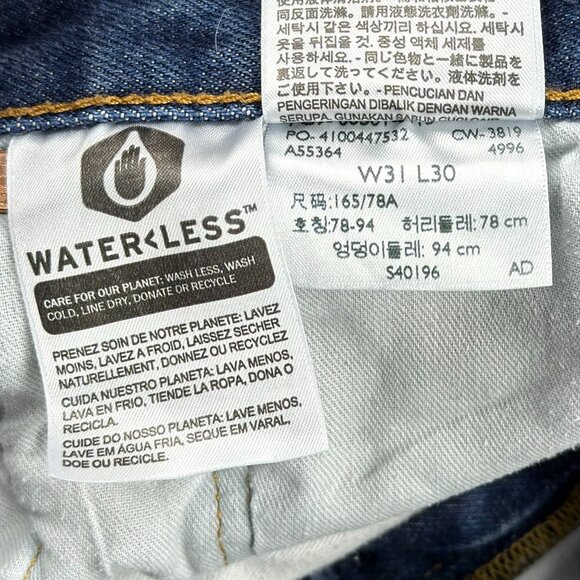 同反面洗滌。請用液態洗衣劑洗滌。-
세탁시 같은 색상끼리 하십시요. 세탁시
옷을 뒤집을 것. 중성 액체 세제를
사용하십시요. - 同じ色物と一緒に製品を
裏返して洗ってください。液体洗剤を
ご使用ください。- PENCUCIAN DAN
PENGERINGAN DIBALIK DENGAN WARNA
SERUPA. GUNAKAN SABUN
PO- 4100447532 CW-3819
A55364 4996
W31 L30
尺码:165/78A
호칭:78-94 허리둘레: 78 cm
엉덩이둘레: 94 cm
S40196 AD
WATER<LESS™
CARE FOR OUR PLANET: WASH LESS, WASH
COLD, LINE DRY, DONATE OR RECYCLE
PRENEZ SOIN DE NOTRE PLANETE: LAVEZ
MOINS, LAVEZ A FROID, LAISSEZ SECHER
NATURELLEMENT, DONNEZ OU RECYCLEZ
CUIDA NUESTRO PLANETA: LAVA MENOS,
LAVA EN FRIO, TIENDE LA ROPA, DONA O
RECICLA.
CUIDE DO NOSSO PLANETA: LAVE MENOS,
LAVE EM ÁGUA FRIA, SEQUE EM VARAL,
DOE OU RECICLE.